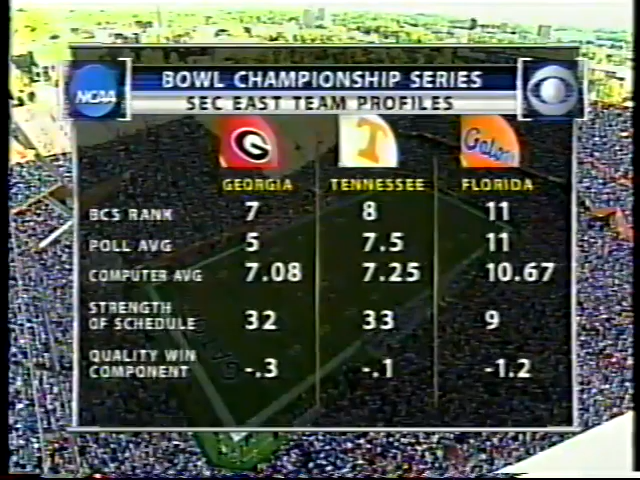 NCAA
BOWL CHAMPIONSHIP SERIES
SEC EAST TEAM PROFILES
G T Gators
GEORGIA TENNESSEE FLORIDA
BCS RANK 7 8 11
POLL AVG 5 7.5 11
COMPUTER AVG 7.08 7.25 10.67
STRENGTH
OF SCHEDULE 32 33 9
QUALITY WIN
COMPONENT -.3 -.1 -1.2